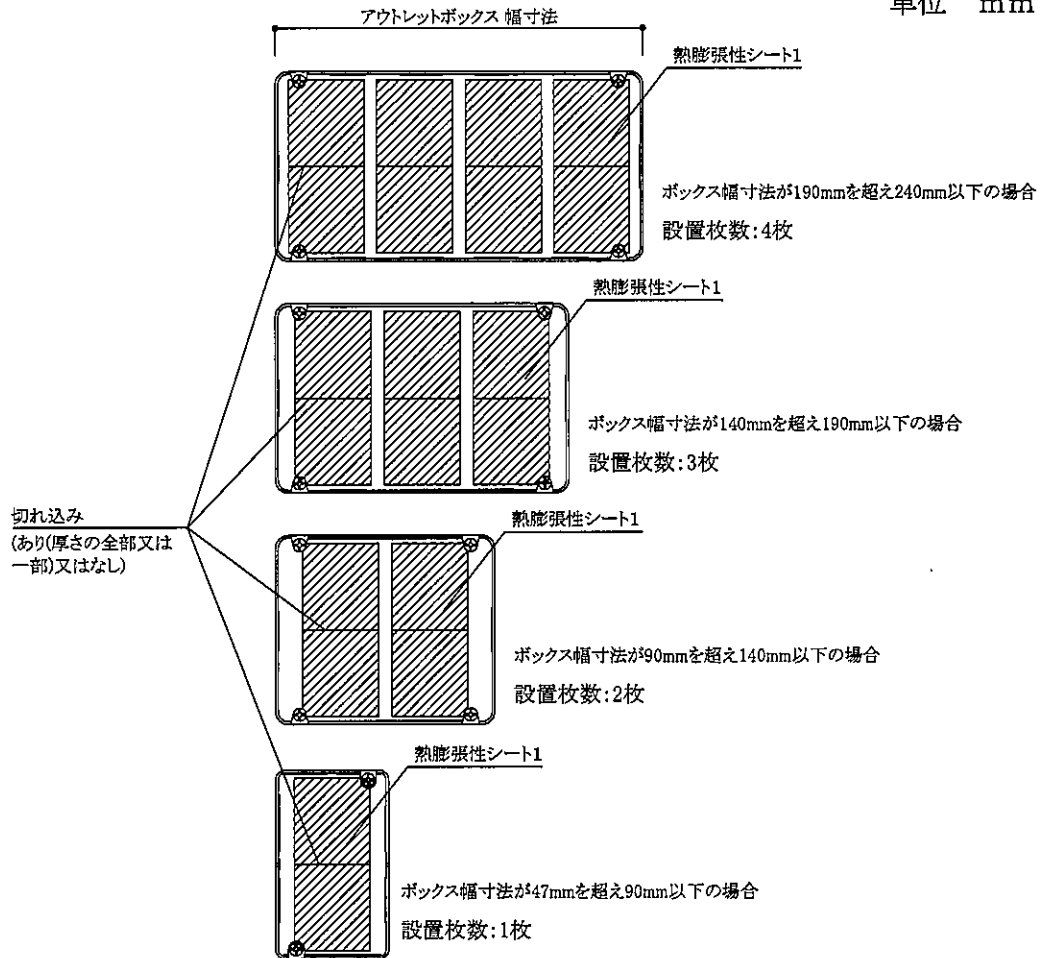 単位 mm
アウトレットボックス 幅寸法
熱膨張性シート1
ボックス幅寸法が190mmを超え240mm以下の場合
設置枚数:4枚
熱膨張性シート1
ボックス幅寸法が140mmを超え190mm以下の場合
設置枚数:3枚
切れ込み
(あり(厚さの全部又は
一部)又はなし)
熱膨張性シート1
ボックス幅寸法が90mmを超え140mm以下の場合
設置枚数:2枚
熱膨張性シート1
ボックス幅寸法が47mmを超え90mm以下の場合
設置枚数:1枚